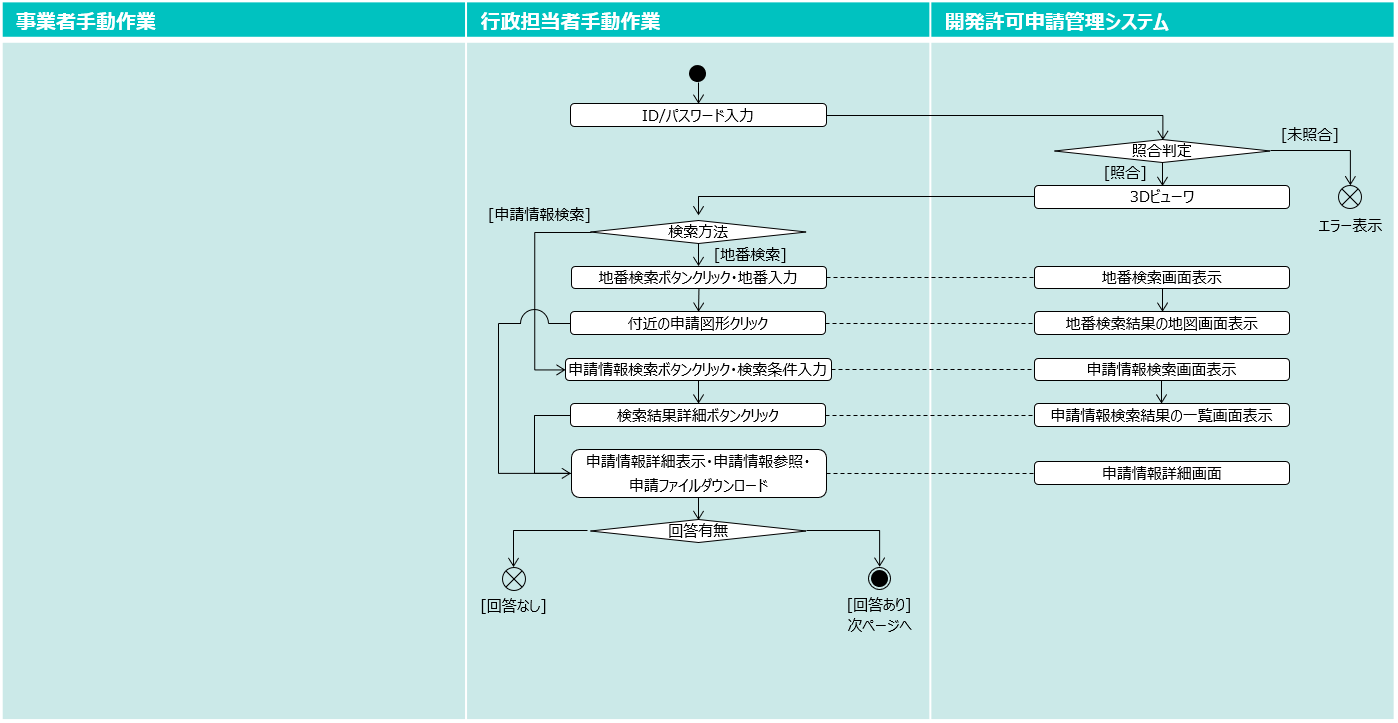 事業者手動作業
行政担当者手動作業
開発許可申請管理システム
ID/パスワード入力
[未照合]
照合判定
[照合]
3Dビューワ
エラー表示
[申請情報検索]
検索方法
[地番検索]
地番検索ボタンクリック・地番入力
地番検索画面表示
付近の申請図形クリック
地番検索結果の地図画面表示
申請情報検索ボタンクリック・検索条件入力
申請情報検索画面表示
検索結果詳細ボタンクリック
申請情報検索結果の一覧画面表示
申請情報詳細表示・申請情報参照・
申請ファイルダウンロード
申請情報詳細画面
回答有無
[回答なし]
[回答あり]
次ページへ